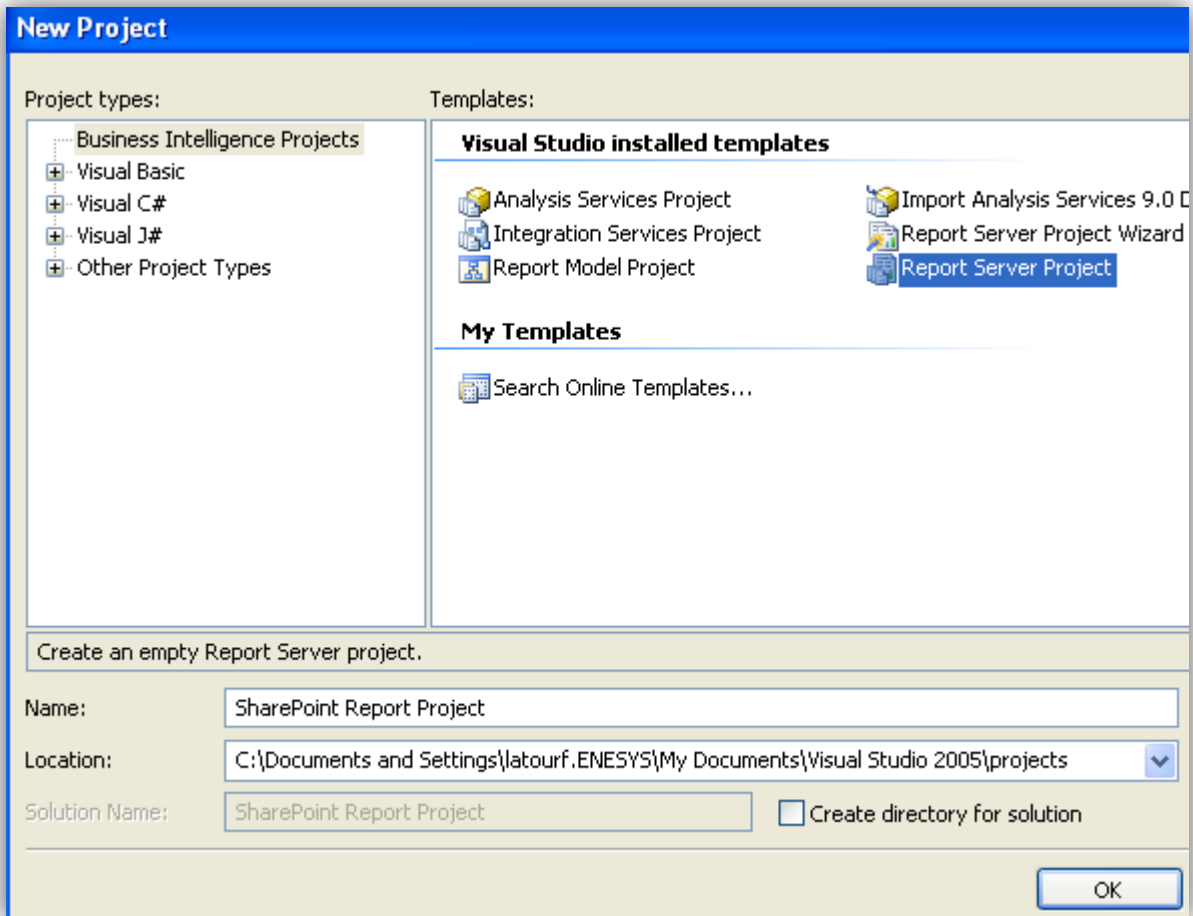 New Project
Project types:
Templates:
Business Intelligence Projects
Visual Basic
Visual C#
Visual J#
Other Project Types
Visual Studio installed templates
Analysis Services Project
Integration Services Project
Report Model Project
Import Analysis Services 9.0 D
Report Server Project Wizard
Report Server Project
My Templates
Search Online Templates...
Create an empty Report Server project.
Name: SharePoint Report Project
Location: C:\Documents and Settings\latourf.ENESYS\My Documents\Visual Studio 2005\projects
Solution Name: SharePoint Report Project Create directory for solution
OK